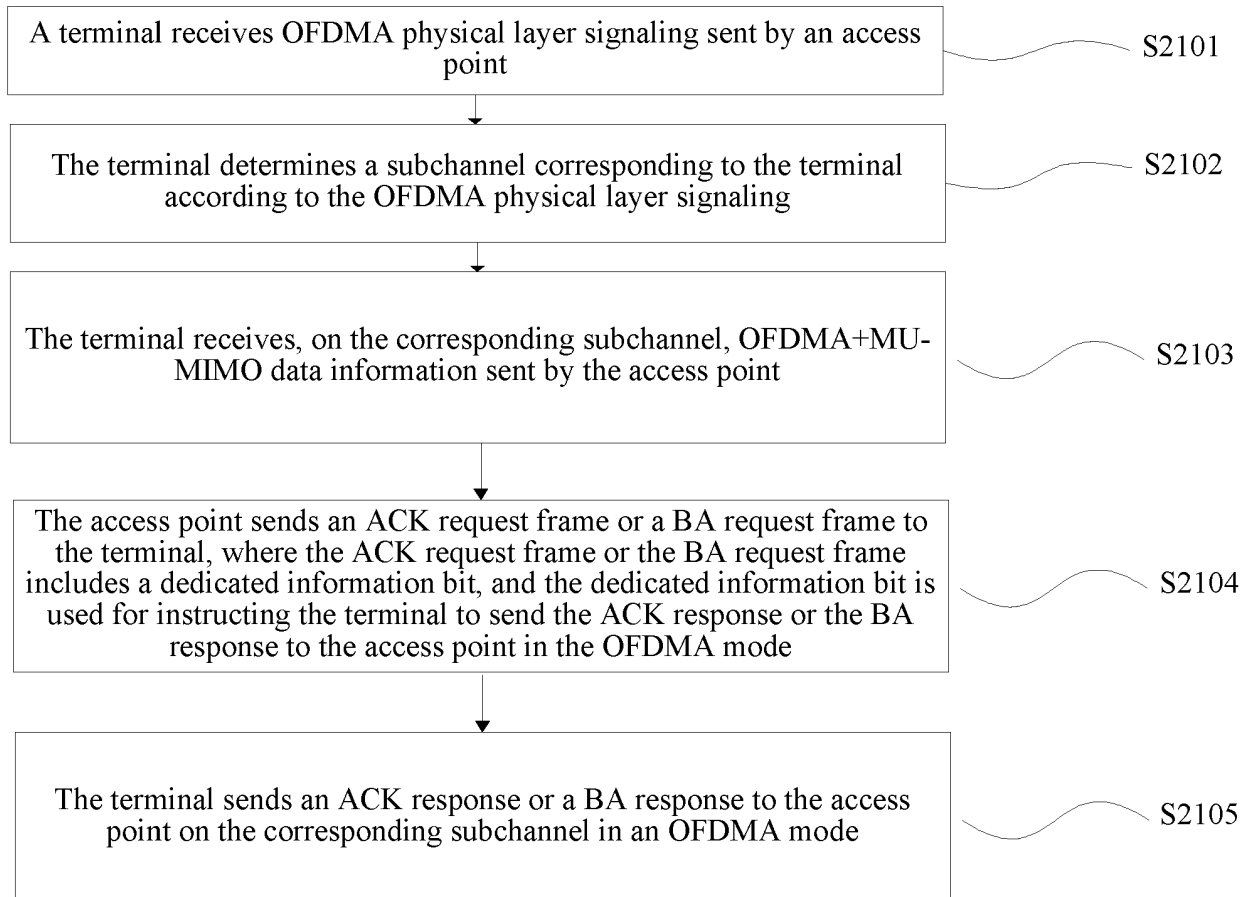 A terminal receives OFDMA physical layer signaling sent by an access
point
S2101
The terminal determines a subchannel corresponding to the terminal
according to the OFDMA physical layer signaling
S2102
The terminal receives, on the corresponding subchannel, OFDMA+MU-
MIMO data information sent by the access point
S2103
The access point sends an ACK request frame or a BA request frame to
the terminal, where the ACK request frame or the BA request frame
includes a dedicated information bit, and the dedicated information bit is
used for instructing the terminal to send the ACK response or the BA
response to the access point in the OFDMA mode
S2104
The terminal sends an ACK response or a BA response to the access
point on the corresponding subchannel in an OFDMA mode
S2105